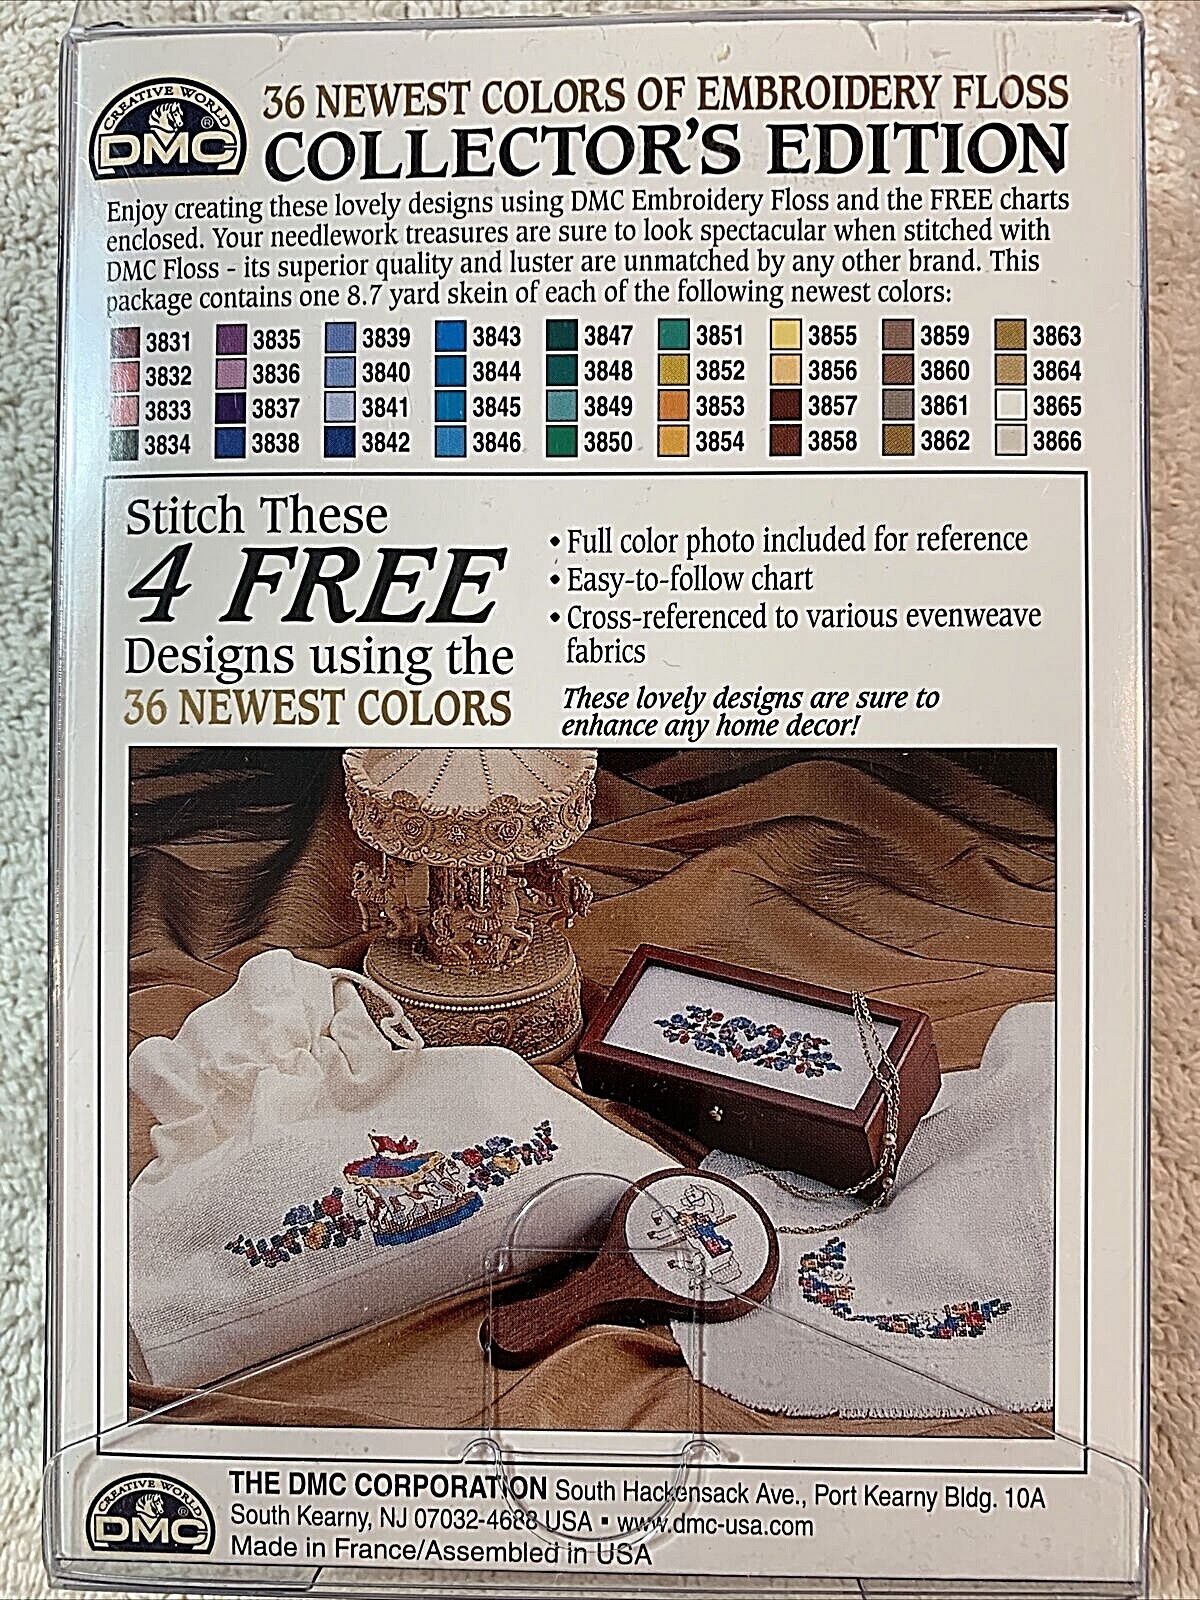 CREATIVE WORLD
DMC®
36 NEWEST COLORS OF EMBROIDERY FLOSS
COLLECTOR'S EDITION
Enjoy creating these lovely designs using DMC Embroidery Floss and the FREE charts
enclosed. Your needlework treasures are sure to look spectacular when stitched with
DMC Floss - its superior quality and luster are unmatched by any other brand. This
package contains one 8.7 yard skein of each of the following newest colors:
3831 3835 3839 3843 3847 3851 3855 3859 3863
3832 3836 3840 3844 3848 3852 3856 3860 3864
3833 3837 3841 3845 3849 3853 3857 3861 3865
3834 3838 3842 3846 3850 3854 3858 3862 3866
Stitch These
4 FREE
Designs using the
36 NEWEST COLORS
• Full color photo included for reference
• Easy-to-follow chart
• Cross-referenced to various evenweave
fabrics
These lovely designs are sure to
enhance any home decor!
CREATIVE WORLD
DMC®
THE DMC CORPORATION South Hackensack Ave., Port Kearny Bldg. 10A
South Kearny, NJ 07032-4688 USA ▪ www.dmc-usa.com
Made in France/Assembled in USA